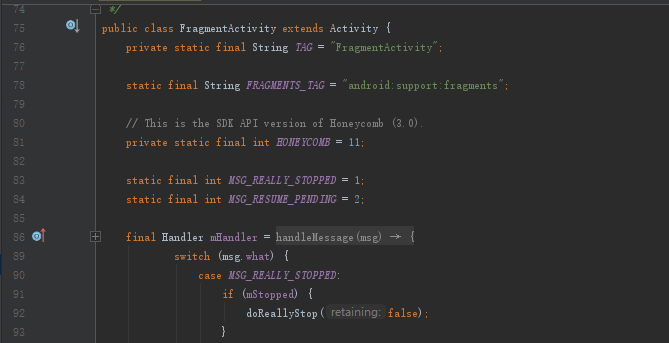 74 */
75 public class FragmentActivity extends Activity {
76 private static final String TAG = "FragmentActivity";
77
78 static final String FRAGMENTS_TAG = "android:support:fragments";
79
80 // This is the SDK API version of Honeycomb (3.0).
81 private static final int HONEYCOMB = 11;
82
83 static final int MSG_REALLY_STOPPED = 1;
84 static final int MSG_RESUME_PENDING = 2;
85
86 final Handler mHandler = handleMessage(msg) → {
89 switch (msg.what) {
90 case MSG_REALLY_STOPPED:
91 if (mStopped) {
92 doReallyStop( retaining: false);
93 }